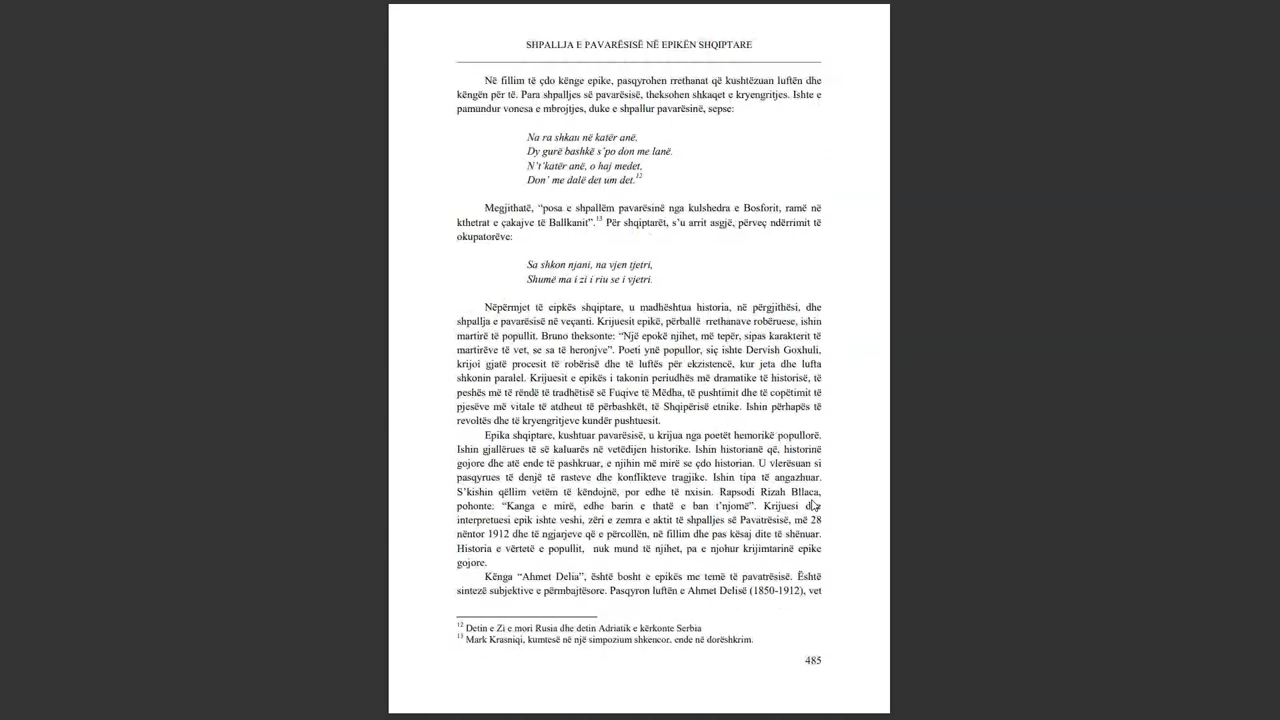 SHPALLJA E PAVARËSISË NË EPIKËN SHQIPTARE
Në fillim të çdo kënge epike, pasqyrohen rrethanat që kushtëzuan luftën dhe
këngën për të. Para shpalljes së pavarësisë, theksohen shkaqet e kryengritjes. Ishte e
pamundur vonesa e mbrojtjes, duke e shpallur pavarësinë, sepse:
Na ra shkau në katër anë,
Dy gurë bashkë s’po don me lanë.
N’t’katër anë, o haj medet,
Don’ me dalë det um det.12
Megjithatë, “posa e shpallëm pavarësinë nga kulshedra e Bosforit, ramë në
kthetrat e çakajve të Ballkanit”.13 Për shqiptarët, s’u arrit asgjë, përveç ndërrimit të
okupatorëve:
Sa shkon njani, na vjen tjetri,
Shumë ma i zi i riu se i vjetri.
Nëpërmjet të eipkës shqiptare, u madhështua historia, në përgjithësi, dhe
shpallja e pavarësisë në veçanti. Krijuesit epikë, përballë rrethanave robëruese, ishin
martirë të popullit. Bruno theksonte: “Një epokë njihet, më tepër, sipas karakterit të
martirëve të vet, se sa të heronjve”. Poeti ynë popullor, siç ishte Dervish Goxhuli,
krijoi gjatë procesit të robërisë dhe të luftës për ekzistencë, kur jeta dhe lufta
shkonin paralel. Krijuesit e epikës i takonin periudhës më dramatike të historisë, të
peshës më të rëndë të tradhëtisë së Fuqive të Mëdha, të pushtimit dhe të copëtimit të
pjesëve më vitale të atdheut të përbashkët, të Shqipërisë etnike. Ishin përhapës të
revoltës dhe të kryengritjeve kundër pushtuesit.
Epika shqiptare, kushtuar pavarësisë, u krijua nga poetët hemorikë popullorë.
Ishin gjallërues të së kaluarës në vetëdijen historike. Ishin historianë që, historinë
gojore dhe atë ende të pashkruar, e njihin më mirë se çdo historian. U vlerësuan si
pasqyrues të denjë të rasteve dhe konflikteve tragjike. Ishin tipa të angazhuar.
S’kishin qëllim vetëm të këndojnë, por edhe të nxisin. Rapsodi Rizah Bllaca,
pohonte: “Kanga e mirë, edhe barin e thatë e ban t’njomë”. Krijuesi dhe
interpretuesi epik ishte veshi, zëri e zemra e aktit të shpalljes së Pavatrësisë, më 28
nëntor 1912 dhe të ngjarjeve që e përcollën, në fillim dhe pas kësaj dite të shënuar.
Historia e vërtetë e popullit, nuk mund të njihet, pa e njohur krijimtarinë epike
gojore.
Kënga “Ahmet Delia”, është bosht e epikës me temë të pavatrësisë. Është
sintezë subjektive e përmbajtësore. Pasqyron luftën e Ahmet Delisë (1850-1912), vet
12 Detin e Zi e mori Rusia dhe detin Adriatik e kërkonte Serbia
13 Mark Krasniqi, kumtesë në një simpozium shkencor, ende në dorëshkrim.
485